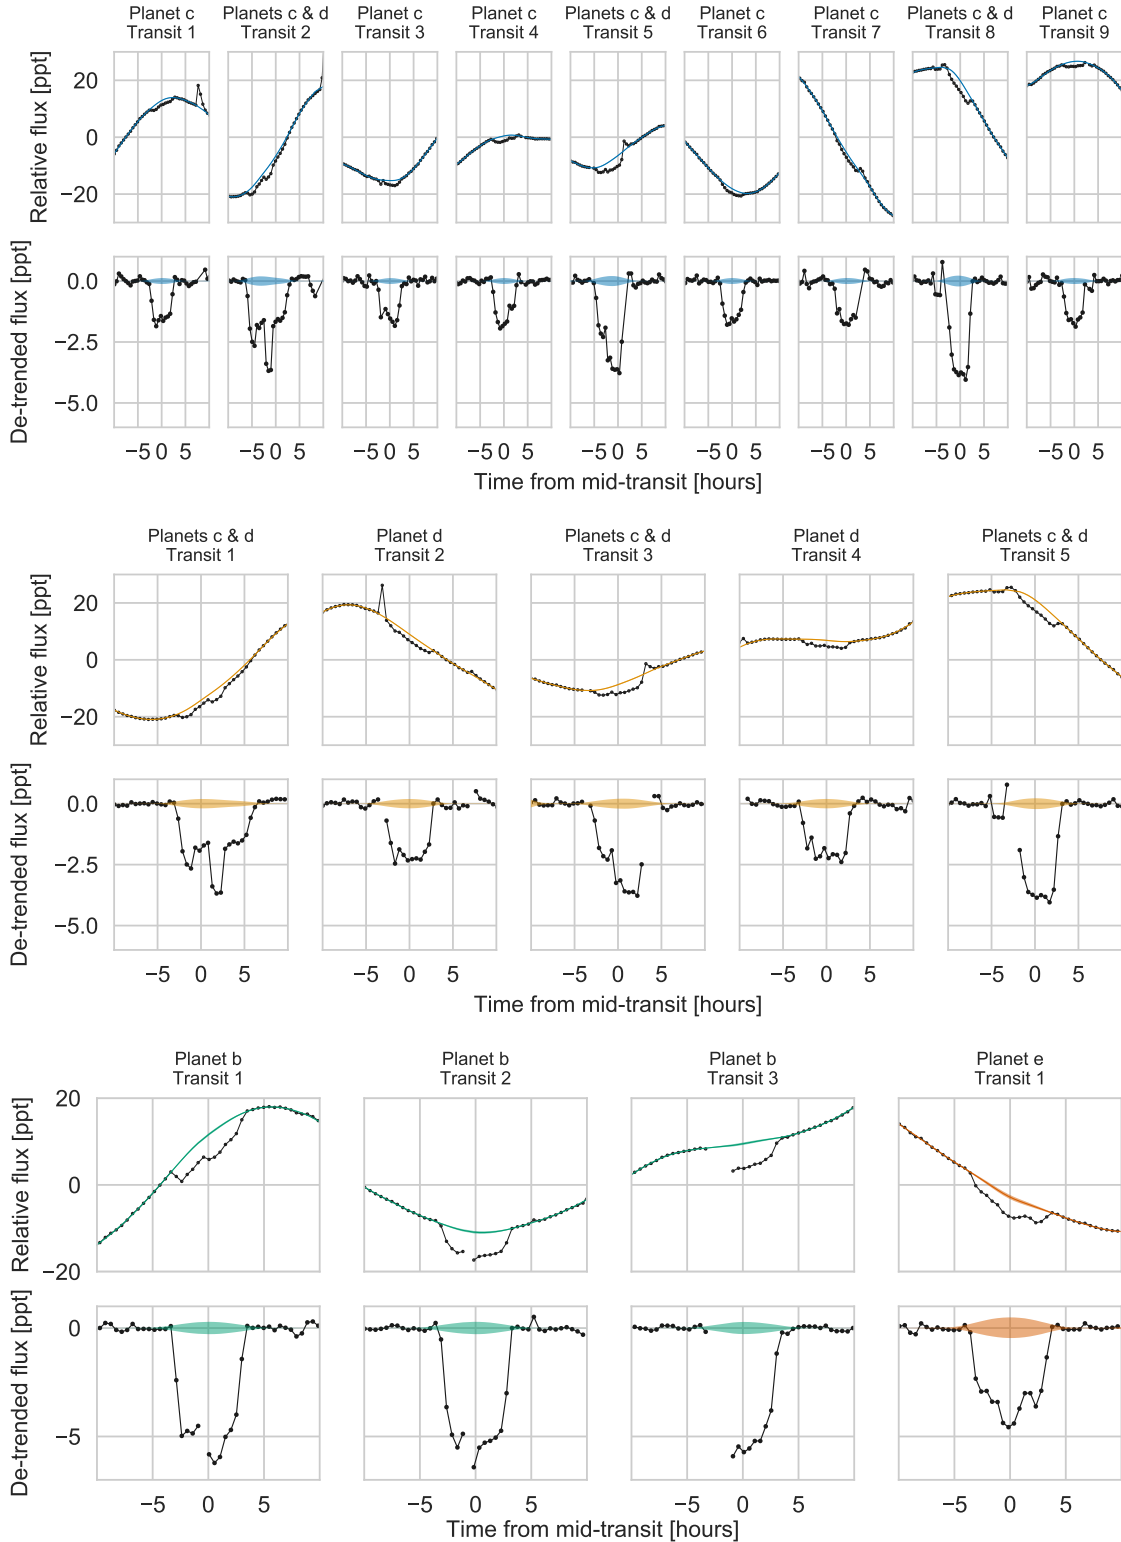 Planet c Planets c & d Planet c Planet c Planets c & d Planet c Planet c Planets c & d Planet c
Transit 1 Transit 2 Transit 3 Transit 4 Transit 5 Transit 6 Transit 7 Transit 8 Transit 9
Relative flux [ppt]
20
0
−20
De-trended flux [ppt]
0.0
−2.5
−5.0
−5 0 5 −5 0 5 −5 0 5 −5 0 5 −5 0 5 −5 0 5 −5 0 5 −5 0 5 −5 0 5
Time from mid-transit [hours]
Planets c & d Planet d Planets c & d Planet d Planets c & d
Transit 1 Transit 2 Transit 3 Transit 4 Transit 5
Relative flux [ppt]
20
0
−20
De-trended flux [ppt]
0.0
−2.5
−5.0
−5 0 5 −5 0 5 −5 0 5 −5 0 5 −5 0 5
Time from mid-transit [hours]
Planet b Planet b Planet b Planet e
Transit 1 Transit 2 Transit 3 Transit 1
Relative flux [ppt]
20
0
−20
De-trended flux [ppt]
0
−5
−5 0 5 −5 0 5 −5 0 5 −5 0 5
Time from mid-transit [hours]